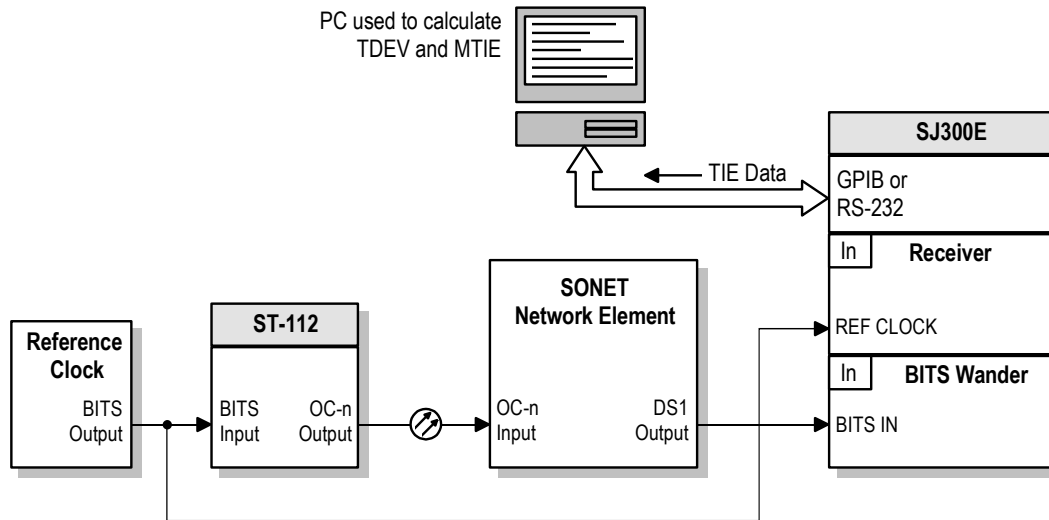 PC used to calculate
TDEV and MTIE
TIE Data
SJ300E
GPIB or
RS-232
In
Receiver
REF CLOCK
In
BITS Wander
BITS IN
Reference
Clock
BITS
Output
ST-112
BITS
Input
OC-n
Output
SONET
Network Element
OC-n
Input
DS1
Output